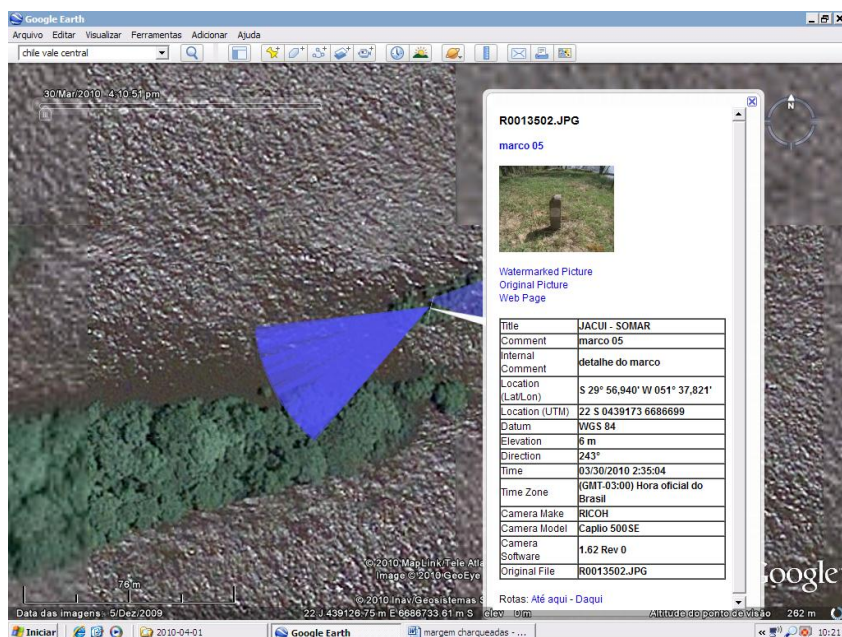 Google Earth
Arquivo Editar Visualizar Ferramentas Adicionar Ajuda
chile vale central
30/Mar/2010 4:10:51 pm
N
R0013502.JPG
marco 05
Watermarked Picture
Original Picture
Web Page
Title JACUI - SOMAR
Comment marco 05
Internal Comment detalhe do marco
Location (Lat/Lon) S 29° 56,940' W 051° 37,821'
Location (UTM) 22 S 0439173 6686699
Datum WGS 84
Elevation 6 m
Direction 243°
Time 03/30/2010 2:35:04
Time Zone (GMT-03:00) Hora oficial do Brasil
Camera Make RICOH
Camera Model Caplio 500SE
Camera Software 1.62 Rev 0
Original File R0013502.JPG
Rotas: Até aqui - Daqui
© 2010 MapLink/Tele Atla
Image © 2010 GeoEye
© 2010 Inav/Geosistemas S
76 m
Google
Data das imagens : 5/Dez/2009 22 J 439126.75 m E 6686733.61 m S elev 0 m Altitude do ponto de visão 262 m
Iniciar 2010-04-01 Google Earth margem charqueadas - ... 10:21